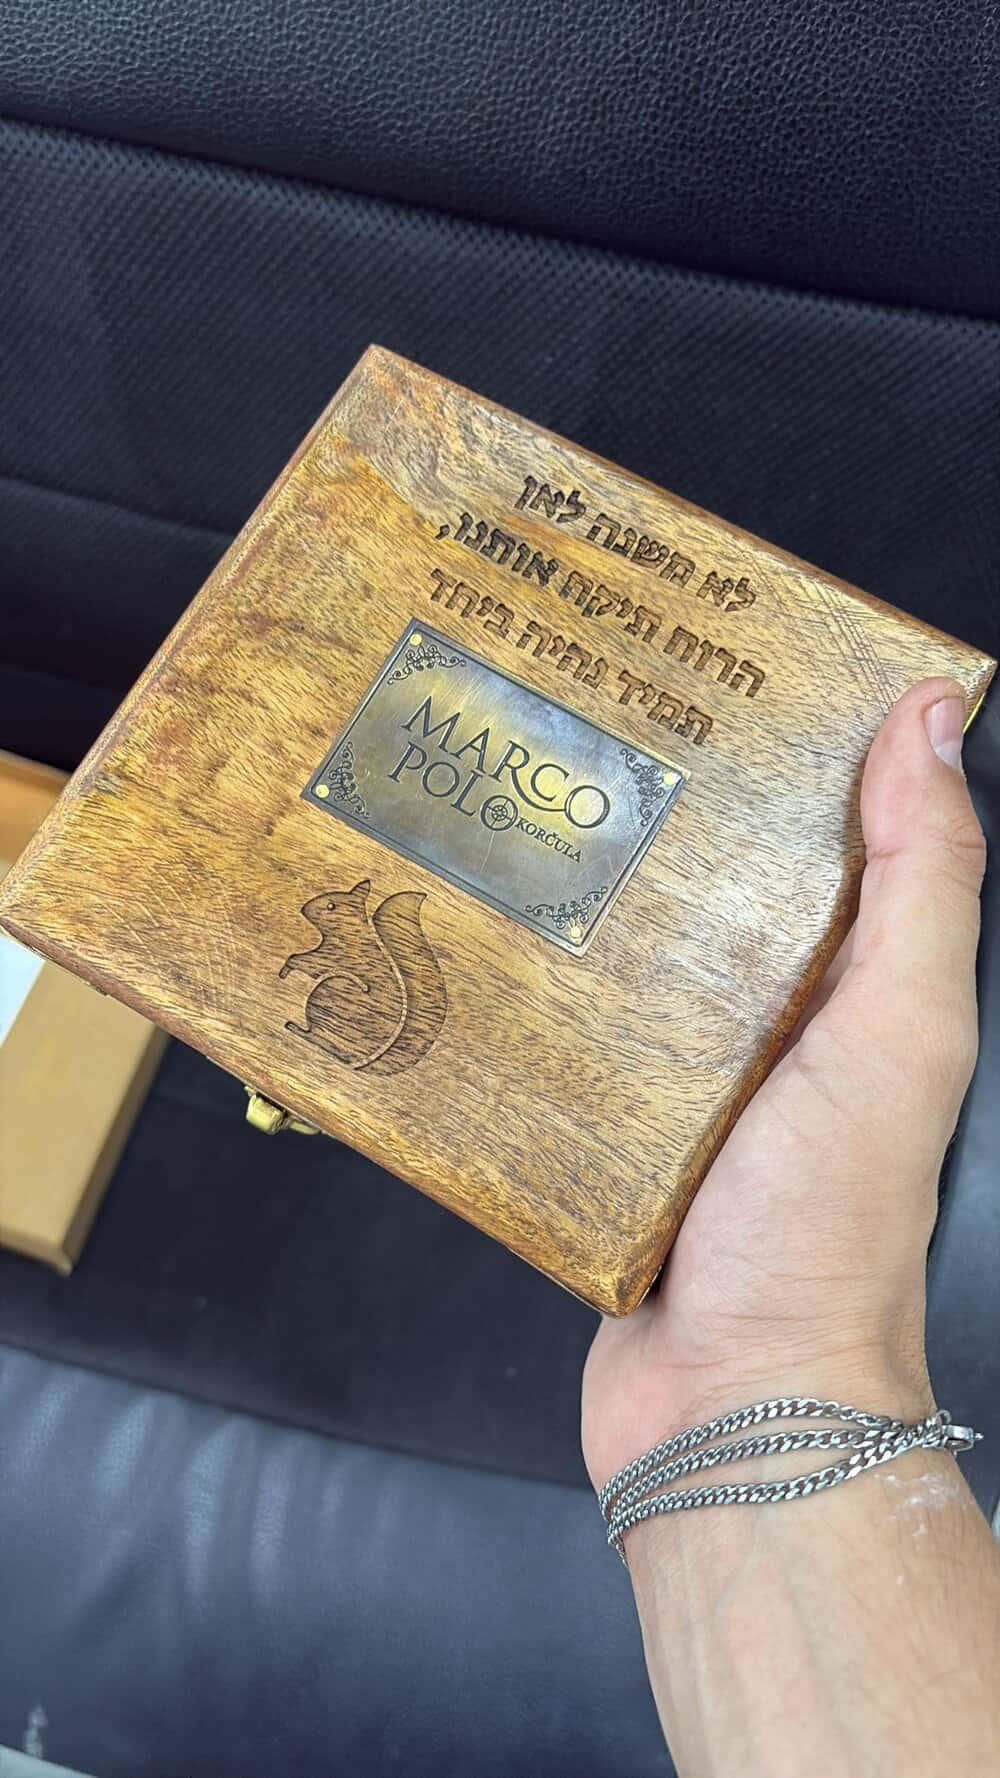 לא משנה לאן
הרוח תיקח אותנו,
תמיד נהיה ביחד
MARCO
POLO
KORČULA